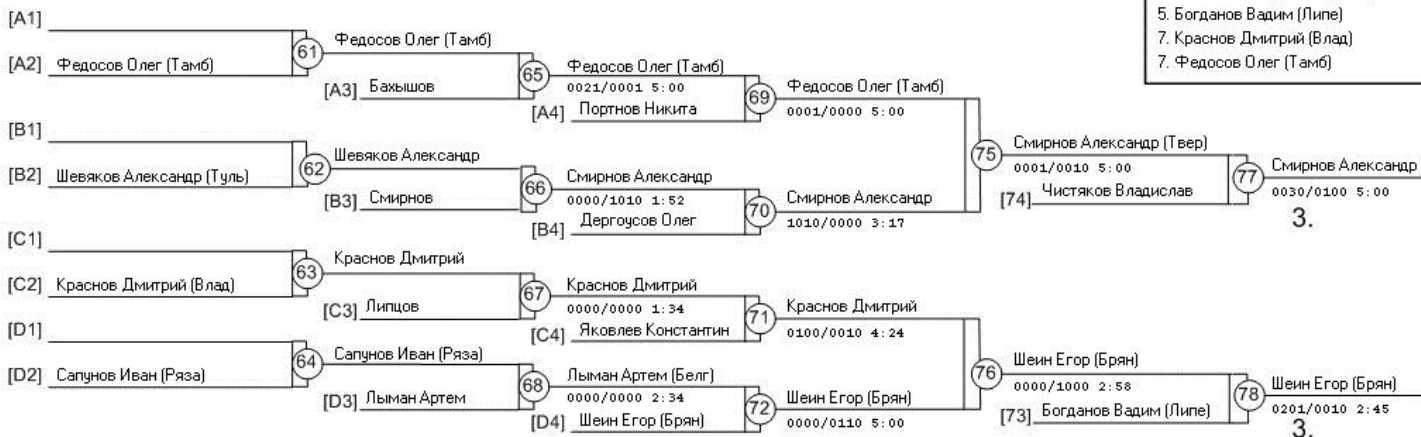 5. Богданов Вадим (Липе)
7. Краснов Дмитрий (Влад)
7. Федосов Олег (Тамб)
[A1]
[A2] Федосов Олег (Тамб)
61
Федосов Олег (Тамб)
[A3] Бахышов
65
Федосов Олег (Тамб)
0021/0001 5:00
[A4] Портнов Никита
69
Федосов Олег (Тамб)
0001/0000 5:00
[B1]
[B2] Шевяков Александр (Туль)
62
Шевяков Александр
[B3] Смирнов
66
Смирнов Александр
0000/1010 1:52
[B4] Дергоусов Олег
70
Смирнов Александр
1010/0000 3:17
75
Смирнов Александр (Твер)
0001/0010 5:00
[74] Чистяков Владислав
77
Смирнов Александр
0030/0100 5:00
3.
[C1]
[C2] Краснов Дмитрий (Влад)
63
Краснов Дмитрий
[C3] Липцов
67
Краснов Дмитрий
0000/0000 1:34
[C4] Яковлев Константин
71
Краснов Дмитрий
0100/0010 4:24
[D1]
[D2] Сапунов Иван (Ряза)
64
Сапунов Иван (Ряза)
[D3] Лыман Артем
68
Лыман Артем (Белг)
0000/0000 2:34
[D4] Шеин Егор (Брян)
72
Шеин Егор (Брян)
0000/0110 5:00
76
Шеин Егор (Брян)
0000/1000 2:58
[73] Богданов Вадим (Липе)
78
Шеин Егор (Брян)
0201/0010 2:45
3.